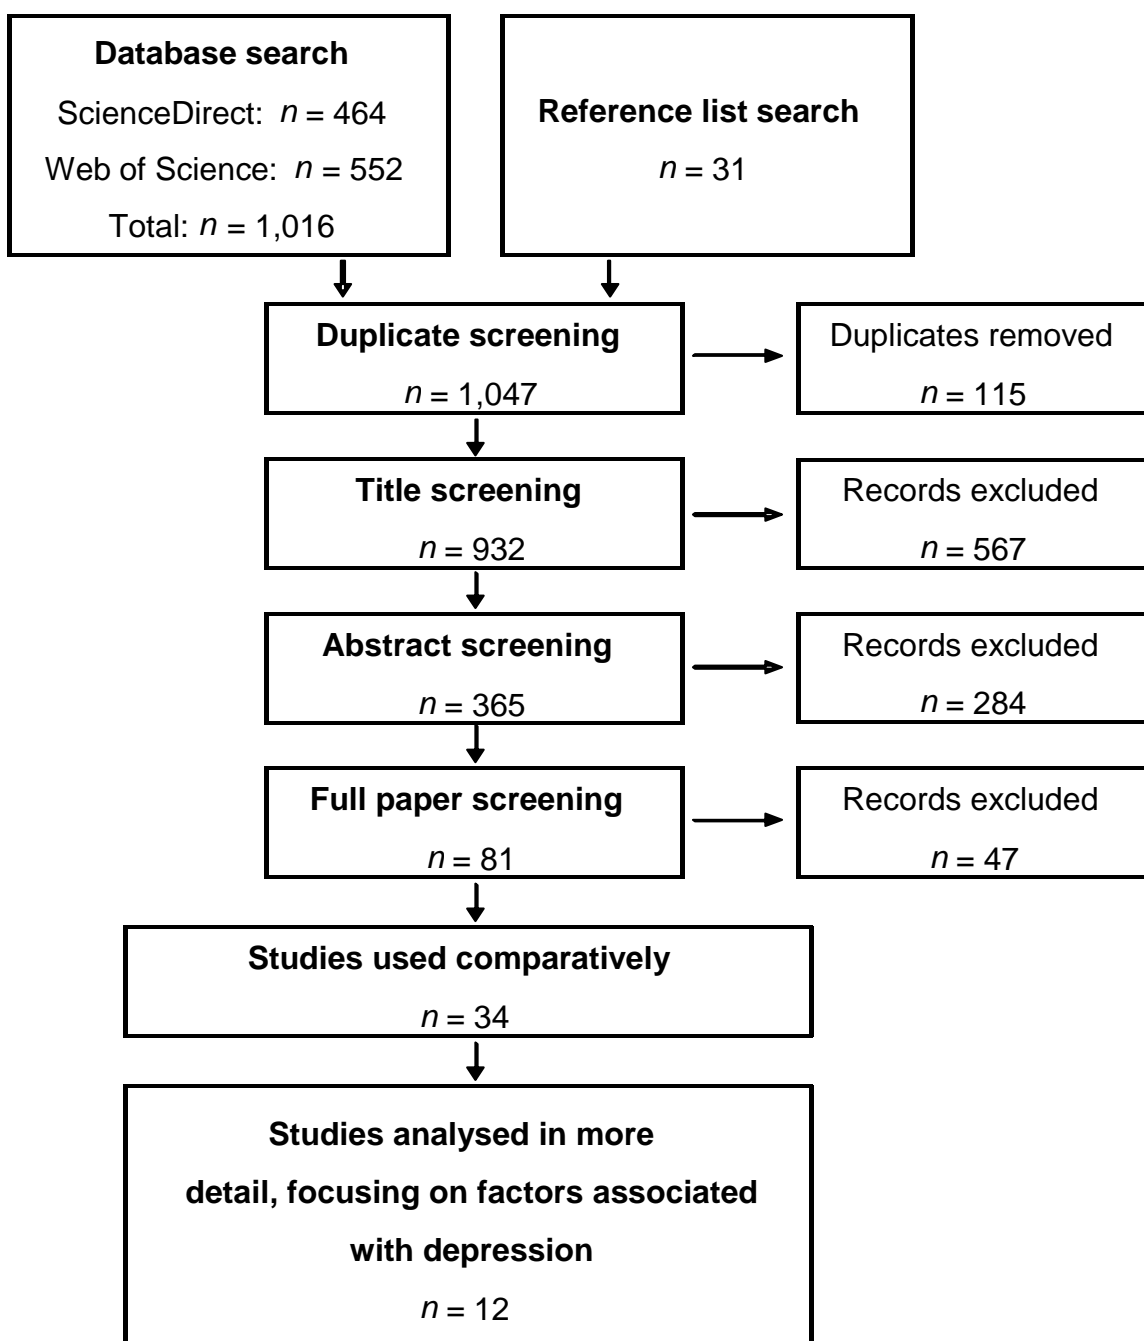 Database search
ScienceDirect: n = 464
Web of Science: n = 552
Total: n = 1,016
Reference list search
n = 31
Duplicate screening
n = 1,047
Duplicates removed
n = 115
Title screening
n = 932
Records excluded
n = 567
Abstract screening
n = 365
Records excluded
n = 284
Full paper screening
n = 81
Records excluded
n = 47
Studies used comparatively
n = 34
Studies analysed in more
detail, focusing on factors associated
with depression
n = 12